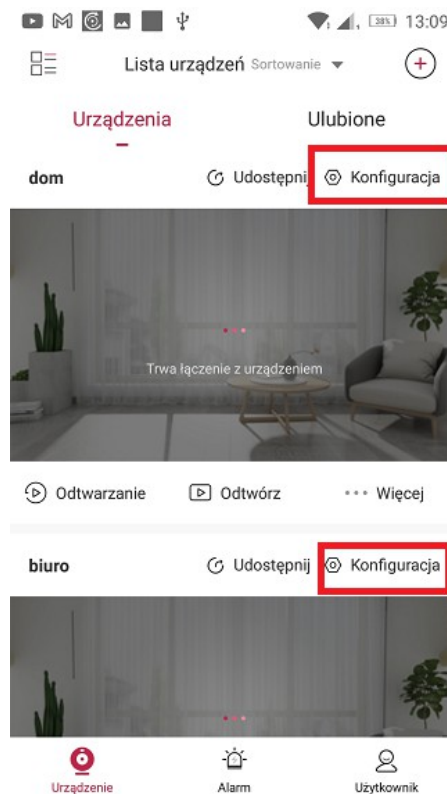 38% 13:09
Lista urządzeń Sortowanie
Urządzenia Ulubione
dom Udostępnij Konfiguracja
Trwa łączenie z urządzeniem
Odtwarzanie Odtwórz Więcej
biuro Udostępnij Konfiguracja
Urządzenie Alarm Użytkownik